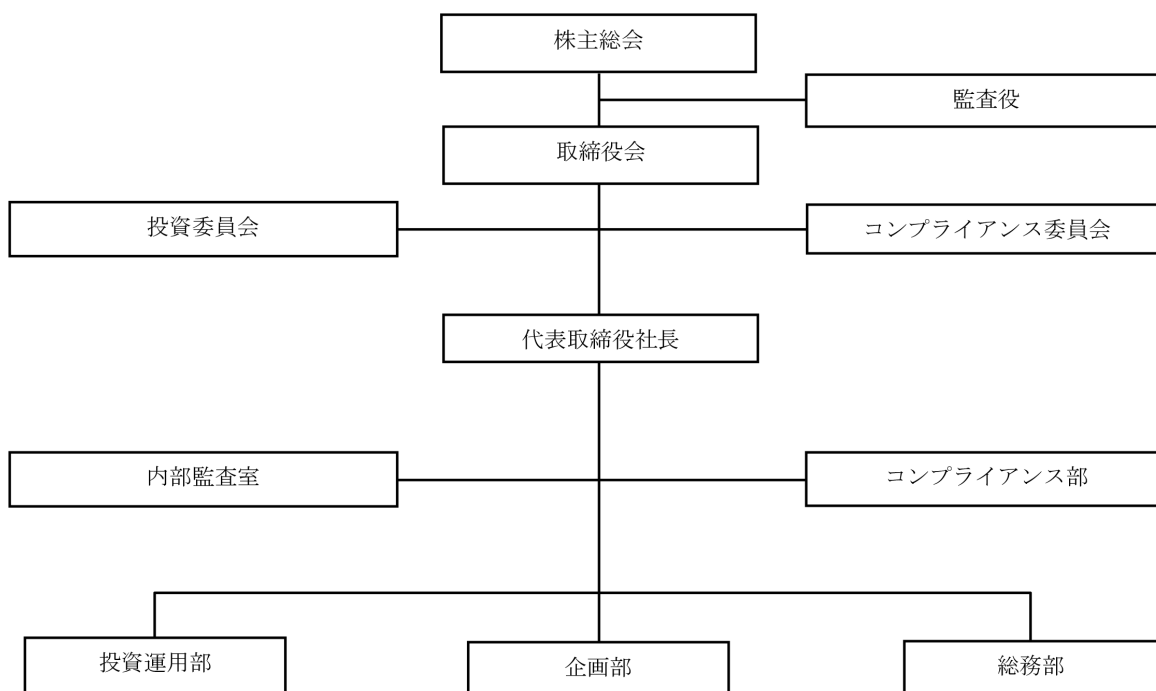 株主総会
監査役
取締役会
投資委員会
コンプライアンス委員会
代表取締役社長
内部監査室
コンプライアンス部
投資運用部
企画部
総務部